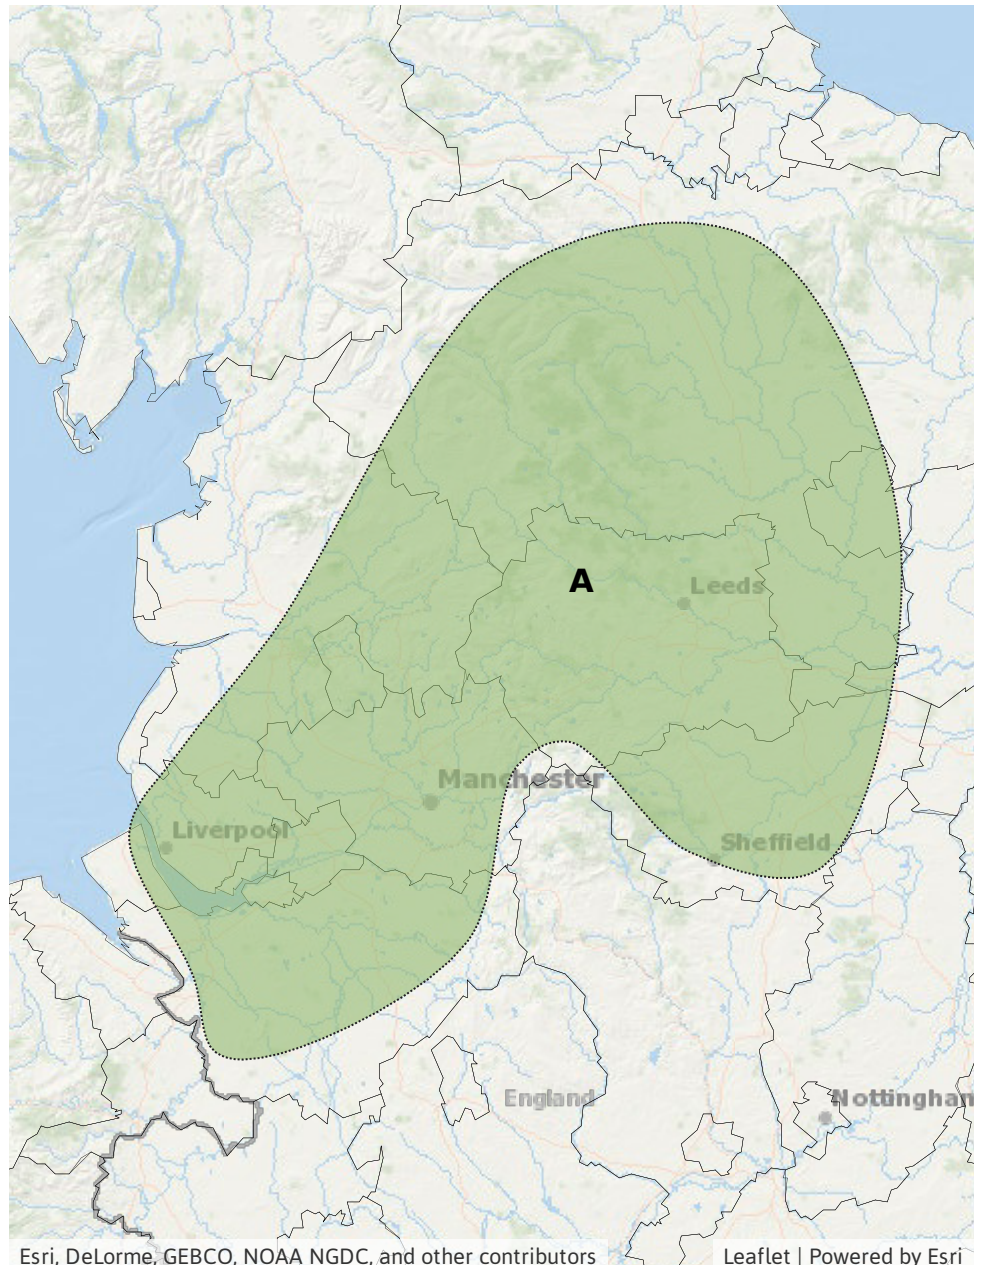 A
Leeds
Manchester
Liverpool
Sheffield
England
Nottingham
Esri, DeLorme, GEBCO, NOAA NGDC, and other contributors
Leaflet | Powered by Esri